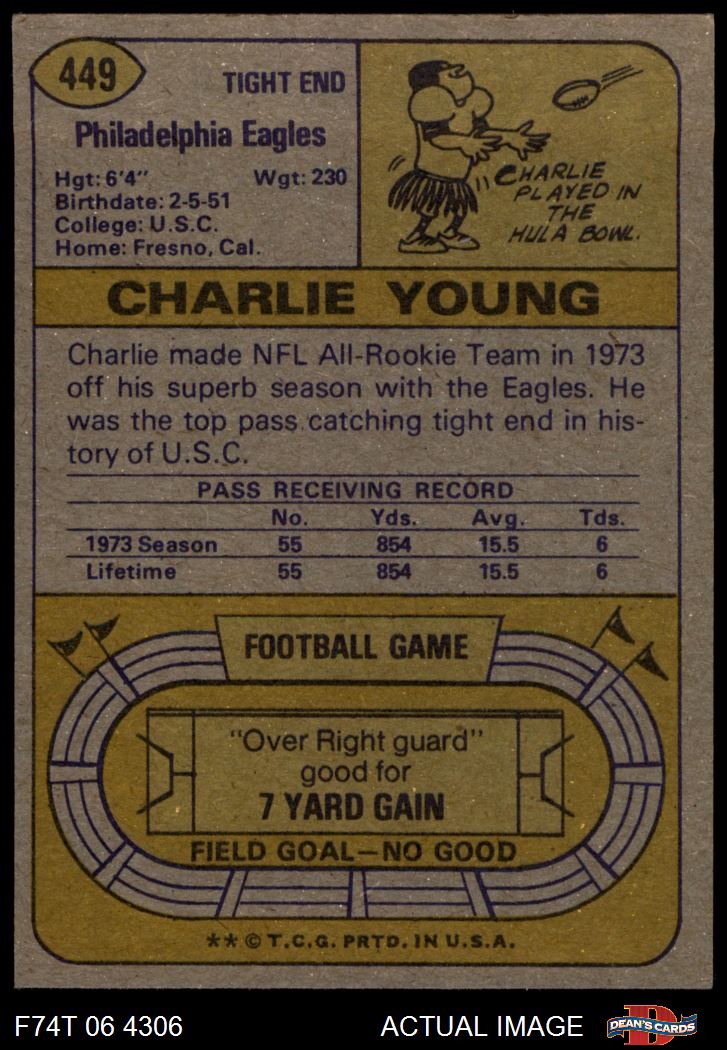 449
TIGHT END
Philadelphia Eagles
Hgt: 6'4" Wgt: 230
Birthdate: 2-5-51
College: U.S.C.
Home: Fresno, Cal.
CHARLIE
PLAYED IN
THE
HULA BOWL.
CHARLIE YOUNG
Charlie made NFL All-Rookie Team in 1973
off his superb season with the Eagles. He
was the top pass catching tight end in his-
tory of U.S.C.
PASS RECEIVING RECORD
No. Yds. Avg. Tds.
1973 Season 55 854 15.5 6
Lifetime 55 854 15.5 6
FOOTBALL GAME
"Over Right guard"
good for
7 YARD GAIN
FIELD GOAL—NO GOOD
** © T.C.G. PRTD. IN U.S.A.
F74T 06 4306 ACTUAL IMAGE
DEAN'S CARDS